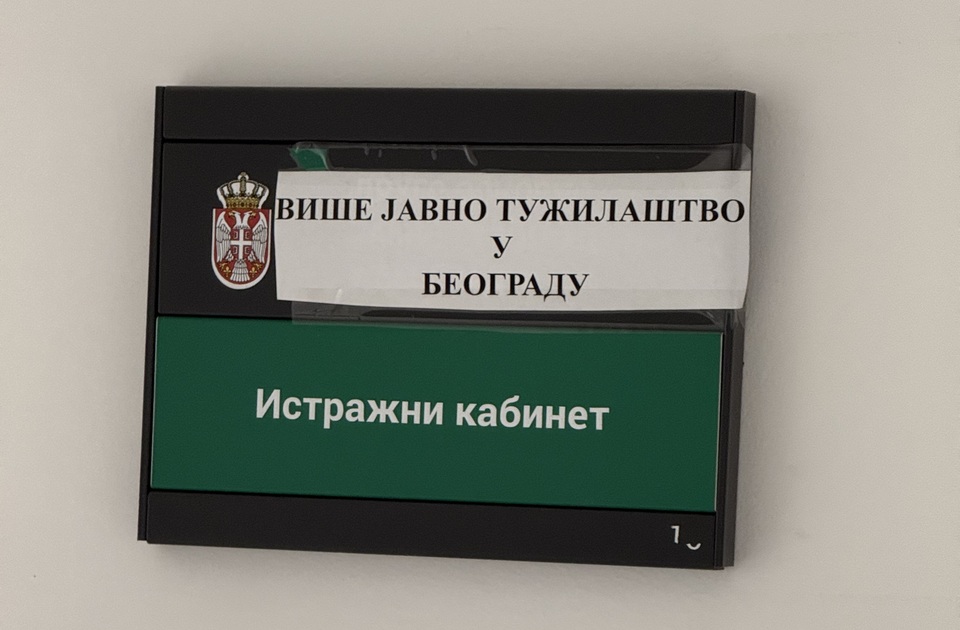 ВИШЕ ЈАВНО ТУЖИЛАШТВО
У
БЕОГРАДУ
Истражни кабинет